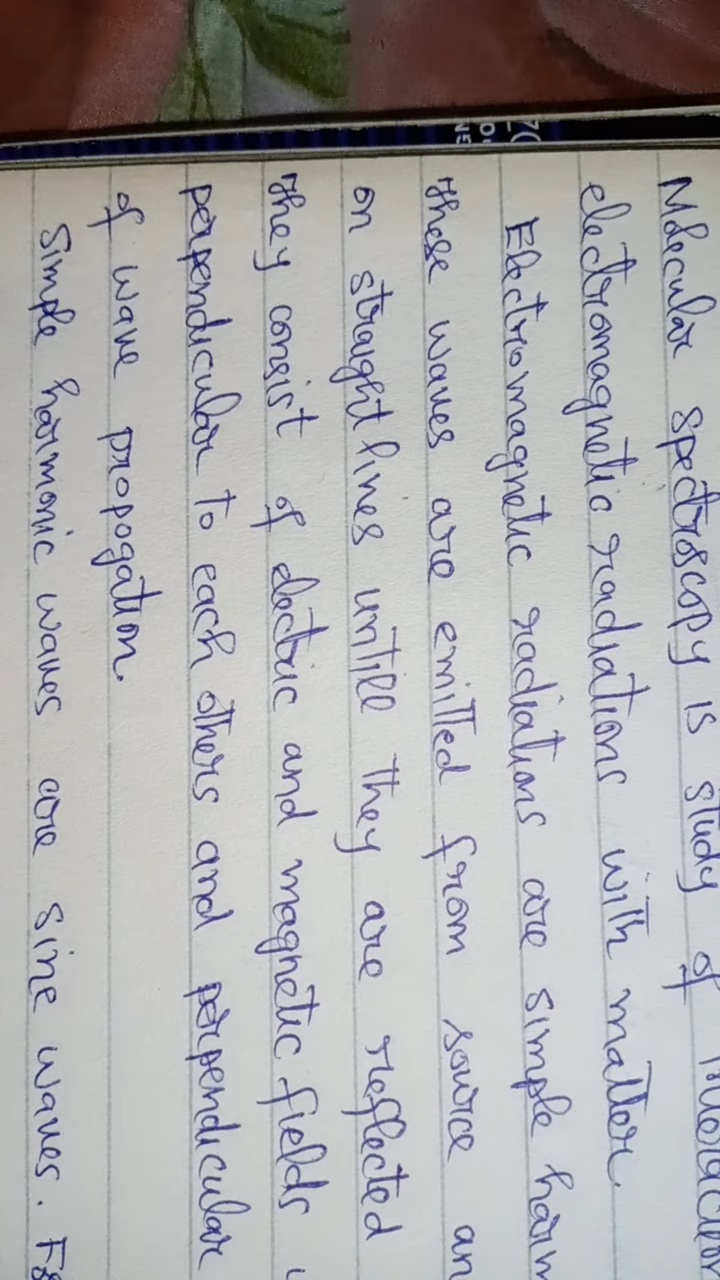 Molecular spectroscopy is study of
electromagnetic radiations with matter.
Electromagnetic radiations are simple harm
these waves are emitted from source an
on straight lines untill they are reflected
they consist of electric and magnetic fields
perpendicular to each others and perpendicular
of wave propogation.
Simple harmonic waves are sine waves.